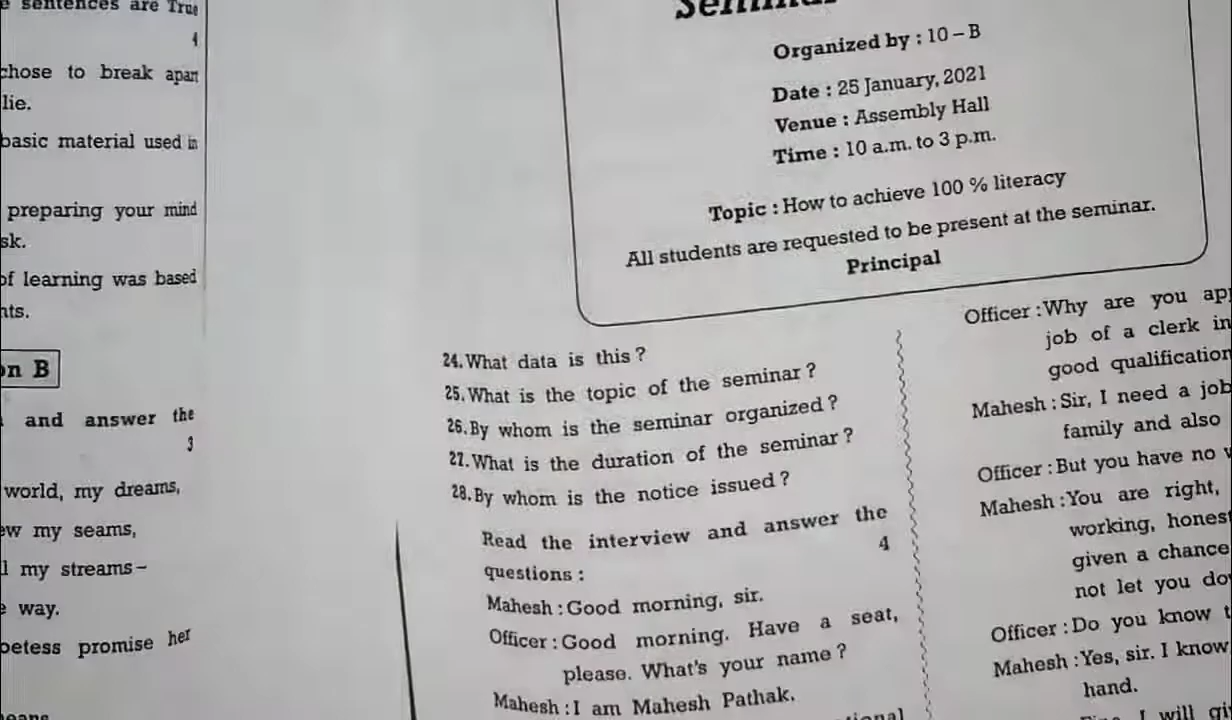 sentences are True
4
chose to break apart
lie.
basic material used in
preparing your mind
sk.
of learning was based
nts.
on B
and answer the
3
world, my dreams,
ew my seams,
my streams –
way.
oetess promise her
Seminar
Organized by : 10 – B
Date : 25 January, 2021
Venue : Assembly Hall
Time : 10 a.m. to 3 p.m.
Topic : How to achieve 100 % literacy
All students are requested to be present at the seminar.
Principal
24. What data is this ?
25. What is the topic of the seminar ?
26. By whom is the seminar organized ?
27. What is the duration of the seminar ?
28. By whom is the notice issued ?
Read the interview and answer the
questions :
4
Mahesh : Good morning, sir.
Officer : Good morning. Have a seat,
please. What's your name ?
Mahesh : I am Mahesh Pathak.
Officer : Why are you app
job of a clerk in
good qualification
Mahesh : Sir, I need a job
family and also
Officer : But you have no
Mahesh : You are right,
working, honest
given a chance
not let you do
Officer : Do you know
Mahesh : Yes, sir. I know
hand.
I will gi